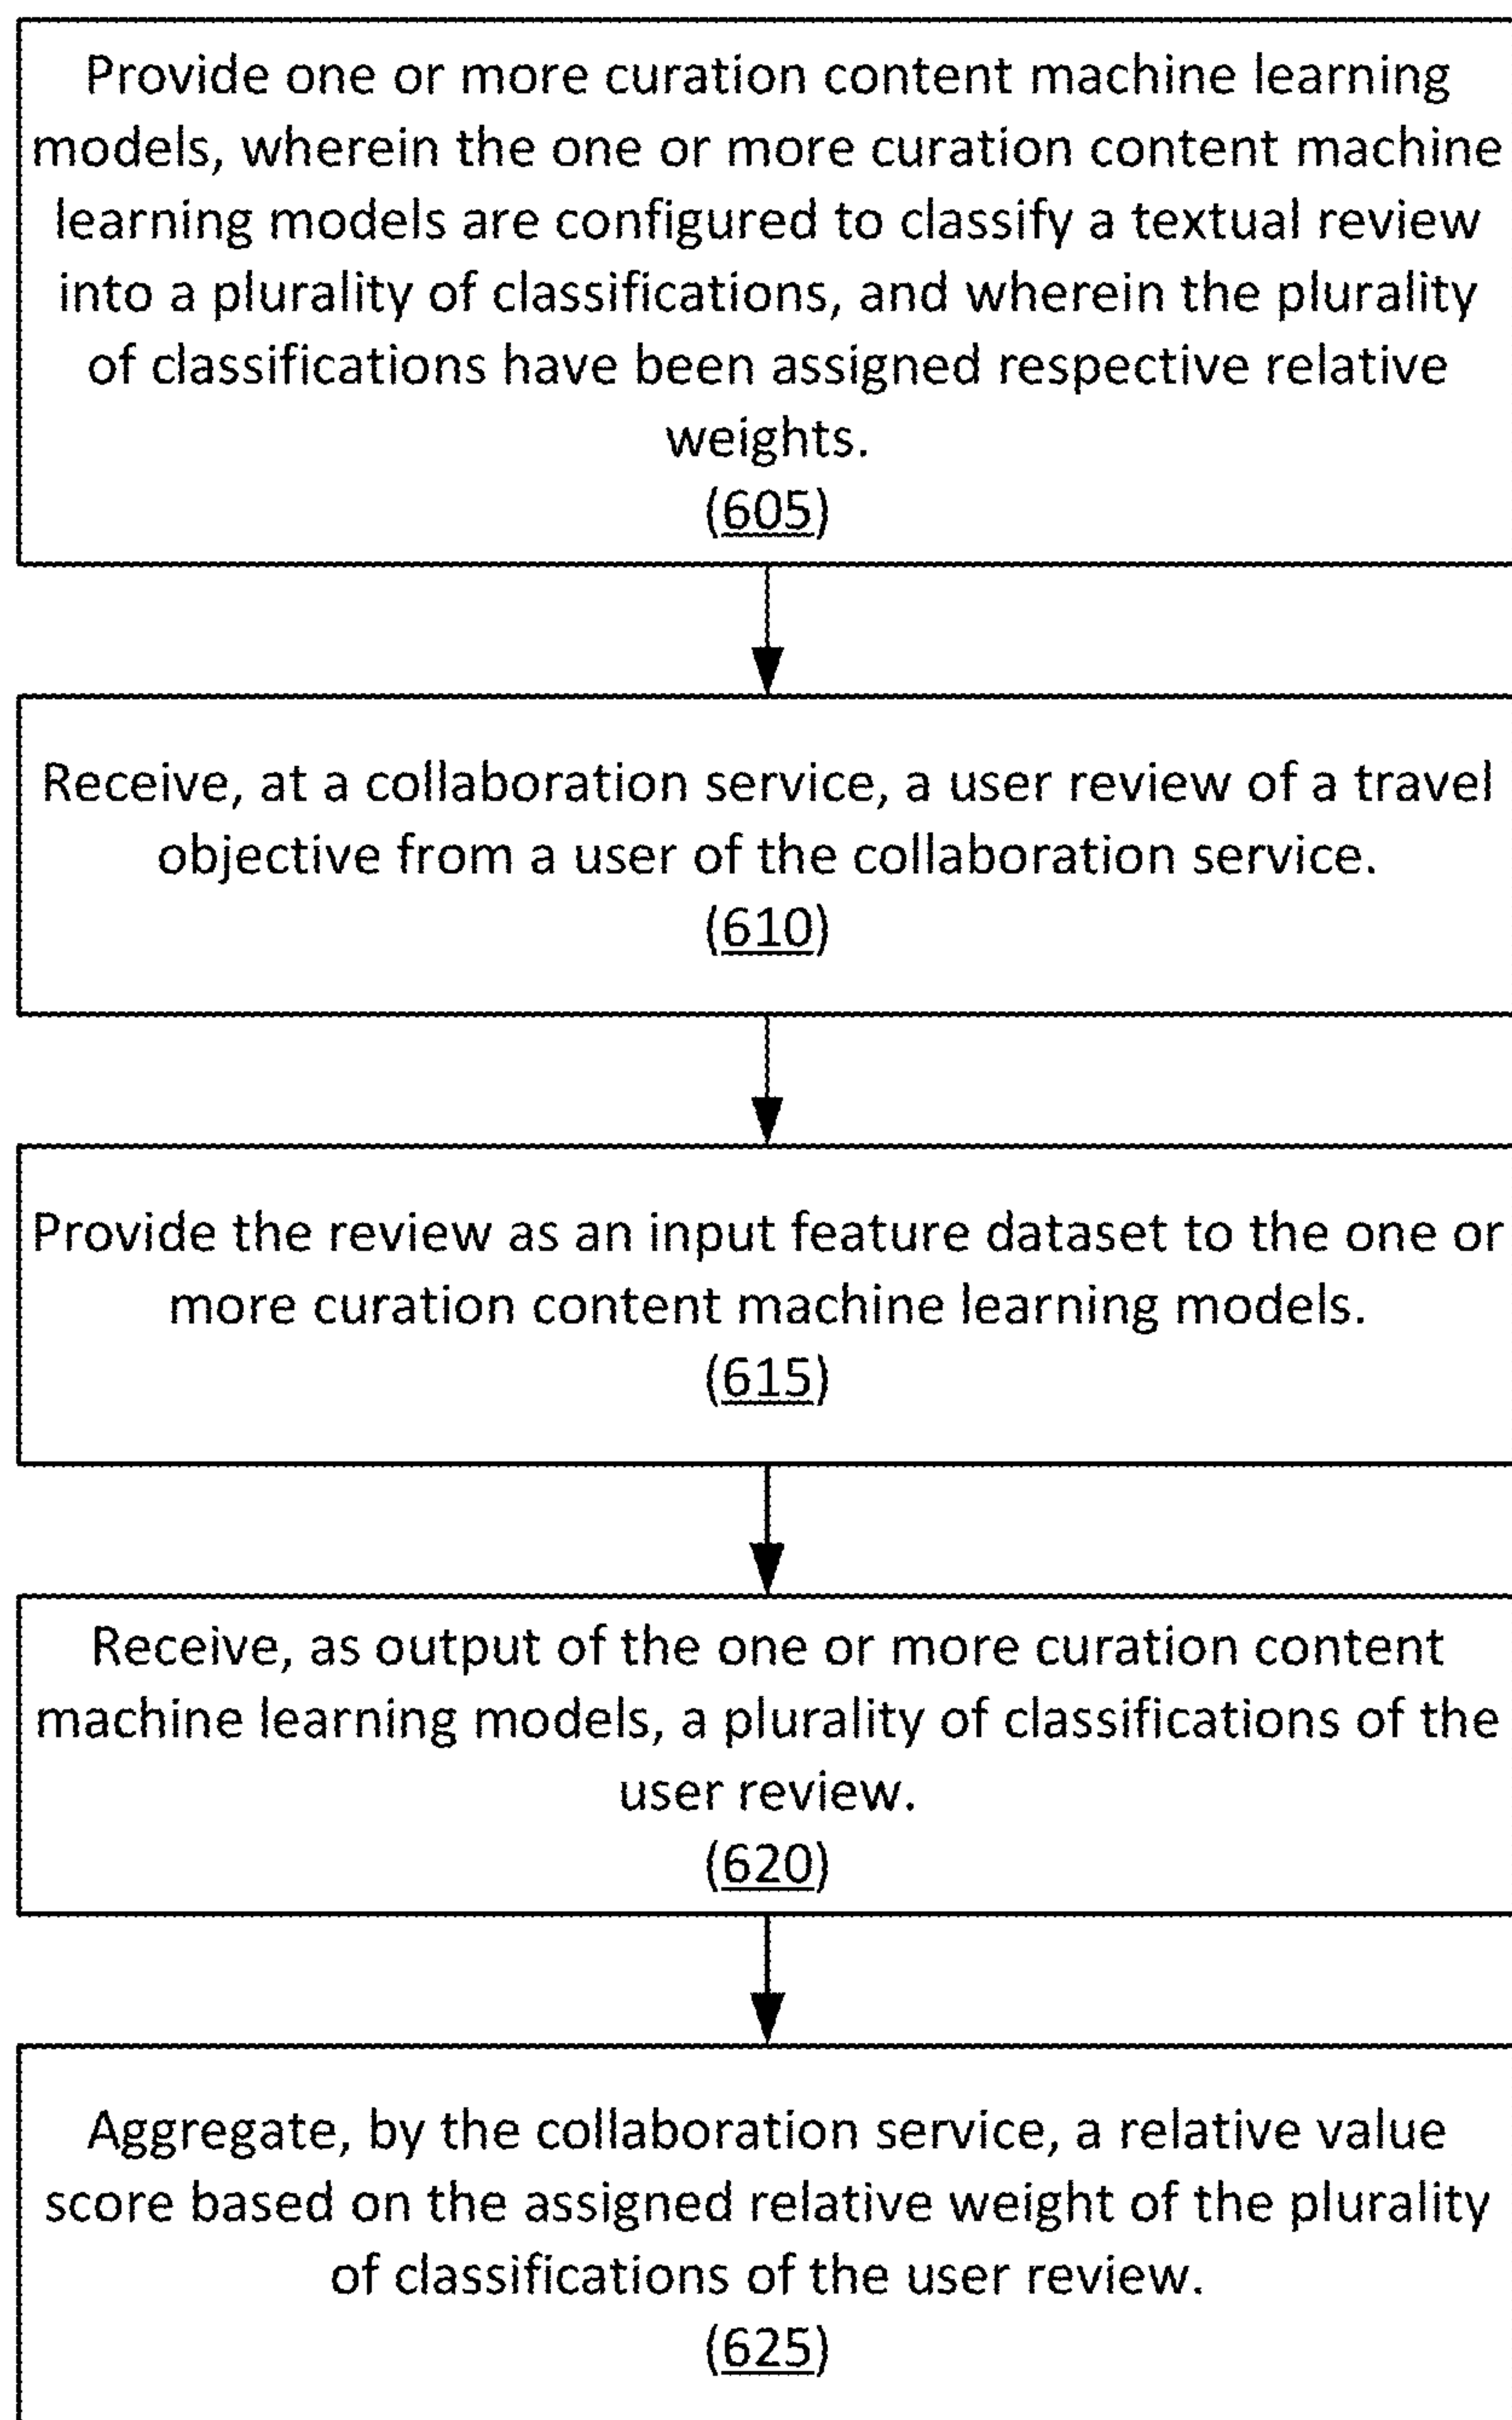 Provide one or more curation content machine learning
models, wherein the one or more curation content machine
learning models are configured to classify a textual review
into a plurality of classifications, and wherein the plurality
of classifications have been assigned respective relative
weights.
(605)
Receive, at a collaboration service, a user review of a travel
objective from a user of the collaboration service.
(610)
Provide the review as an input feature dataset to the one or
more curation content machine learning models.
(615)
Receive, as output of the one or more curation content
machine learning models, a plurality of classifications of the
user review.
(620)
Aggregate, by the collaboration service, a relative value
score based on the assigned relative weight of the plurality
of classifications of the user review.
(625)